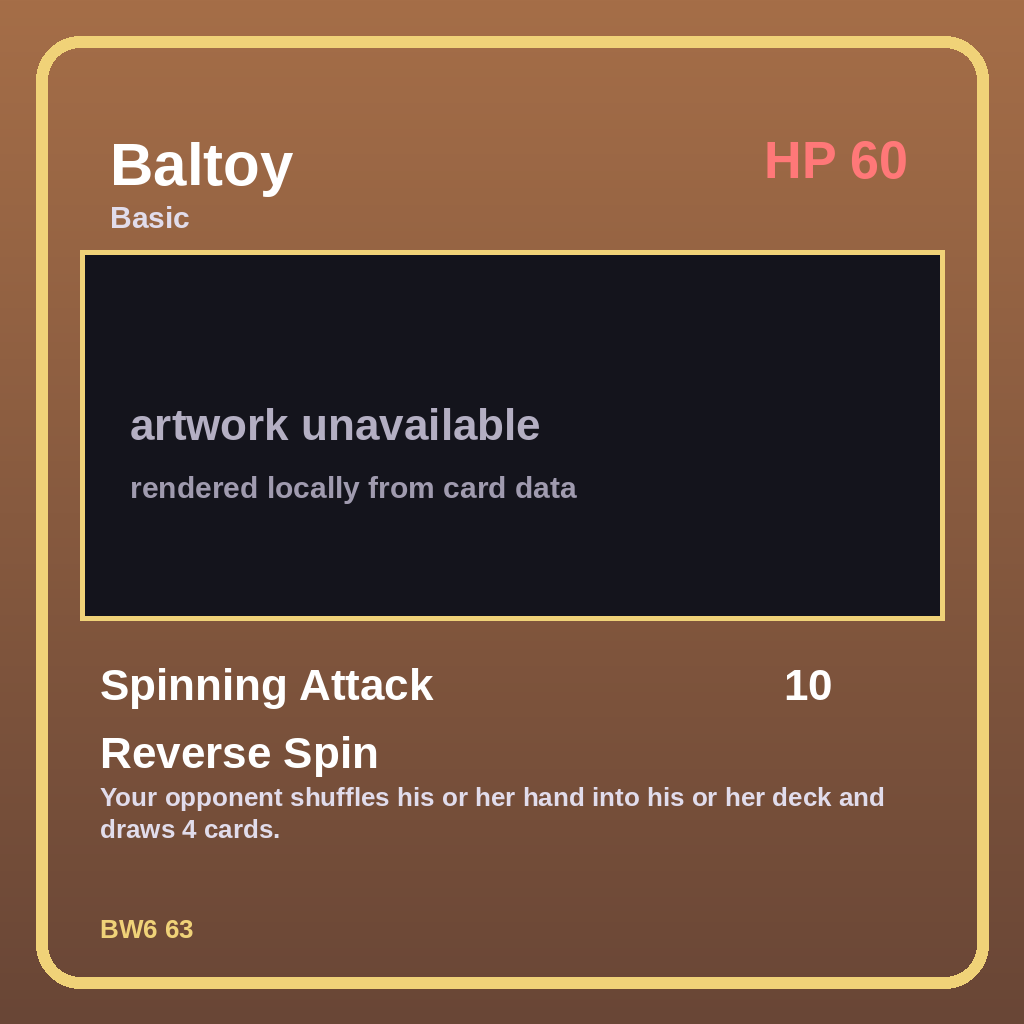 Baltoy
HP 60
Basic
artwork unavailable
rendered locally from card data
Spinning Attack 10
Reverse Spin
Your opponent shuffles his or her hand into his or her deck and
draws 4 cards.
BW6 63